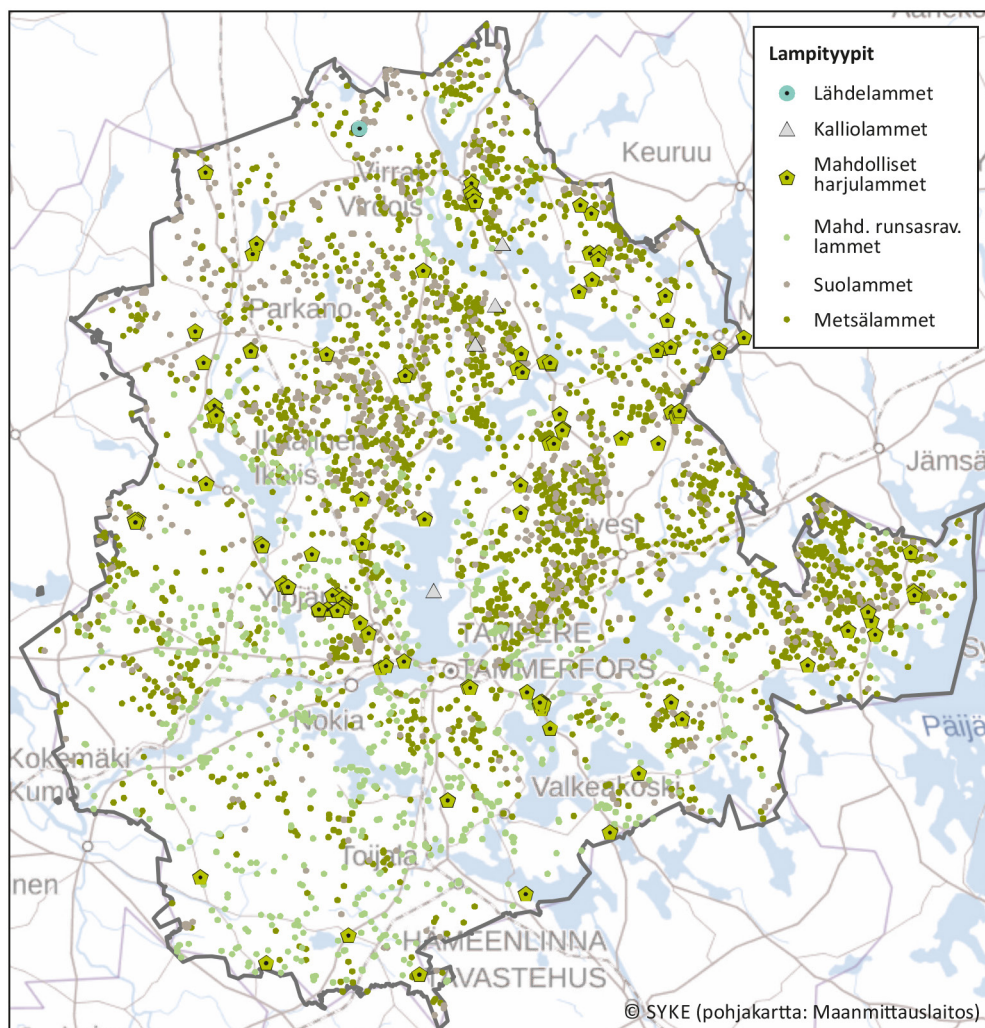 Lampityypit
Lähdelammet
Kalliolammet
Mahdolliset
harjulammet
Mahd. runsasrav.
lammet
Suolammet
Metsälammet
Keuruu
Virrat
Virdois
Parkano
Ikaalinen
Ikalis
Jämsä
TAMPERE
TAMMERFORS
Nokia
Päijä
Kokemäki
Kumo
Valkeakoski
Toijala
nen
HÄMEENLINNA
TAVASTEHUS
© SYKE (pohjakartta: Maanmittauslaitos)